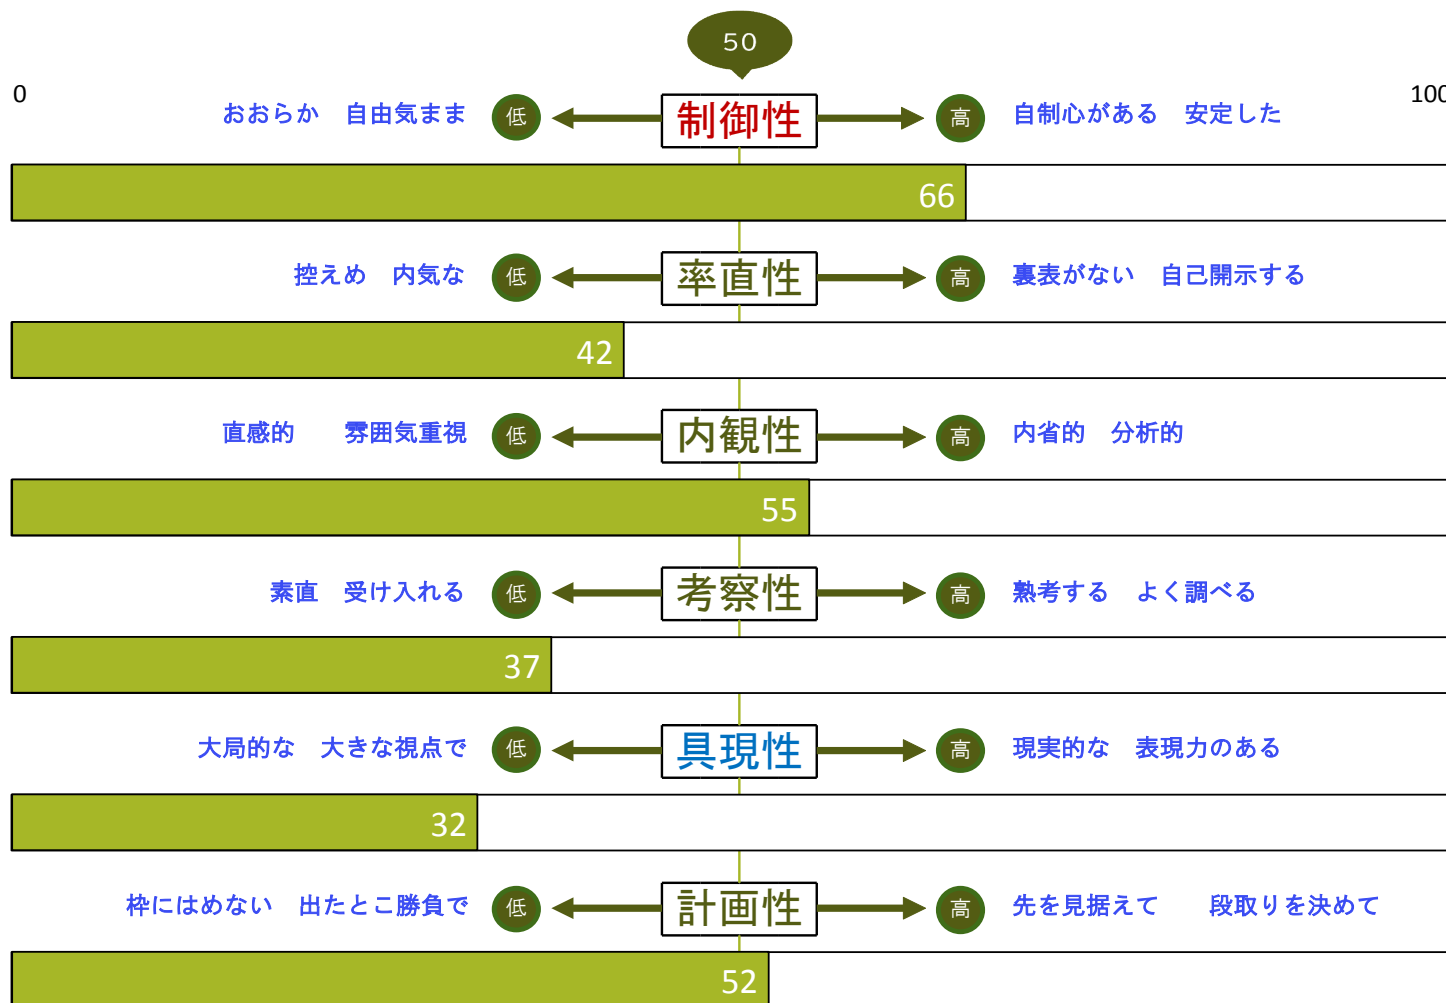 50
0 100
おおらか　自由気まま 低 制御性 高 自制心がある　安定した
66
控えめ　内気な 低 率直性 高 裏表がない　自己開示する
42
直感的　　雰囲気重視 低 内観性 高 内省的　分析的
55
素直　受け入れる 低 考察性 高 熟考する　よく調べる
37
大局的な　大きな視点で 低 具現性 高 現実的な　表現力のある
32
枠にはめない　出たとこ勝負で 低 計画性 高 先を見据えて　　段取りを決めて
52